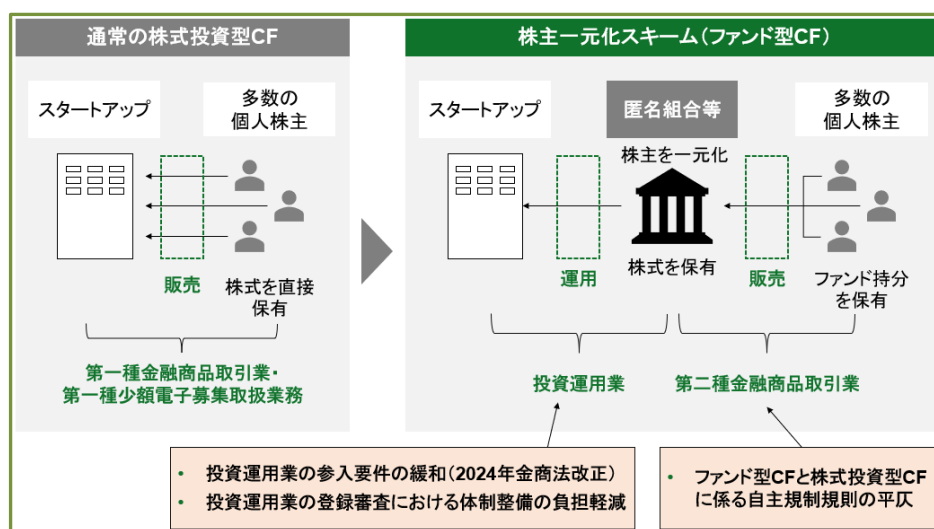 通常の株式投資型CF
スタートアップ
多数の
個人株主
販売
株式を直接
保有
第一種金融商品取引業・
第一種少額電子募集取扱業務
株主一元化スキーム（ファンド型CF）
スタートアップ
匿名組合等
多数の
個人株主
株主を一元化
運用
株式を保有
販売
ファンド持分
を保有
投資運用業
第二種金融商品取引業
• 投資運用業の参入要件の緩和（2024年金商法改正）
• 投資運用業の登録審査における体制整備の負担軽減
• ファンド型CFと株式投資型CF
に係る自主規制規則の平仄